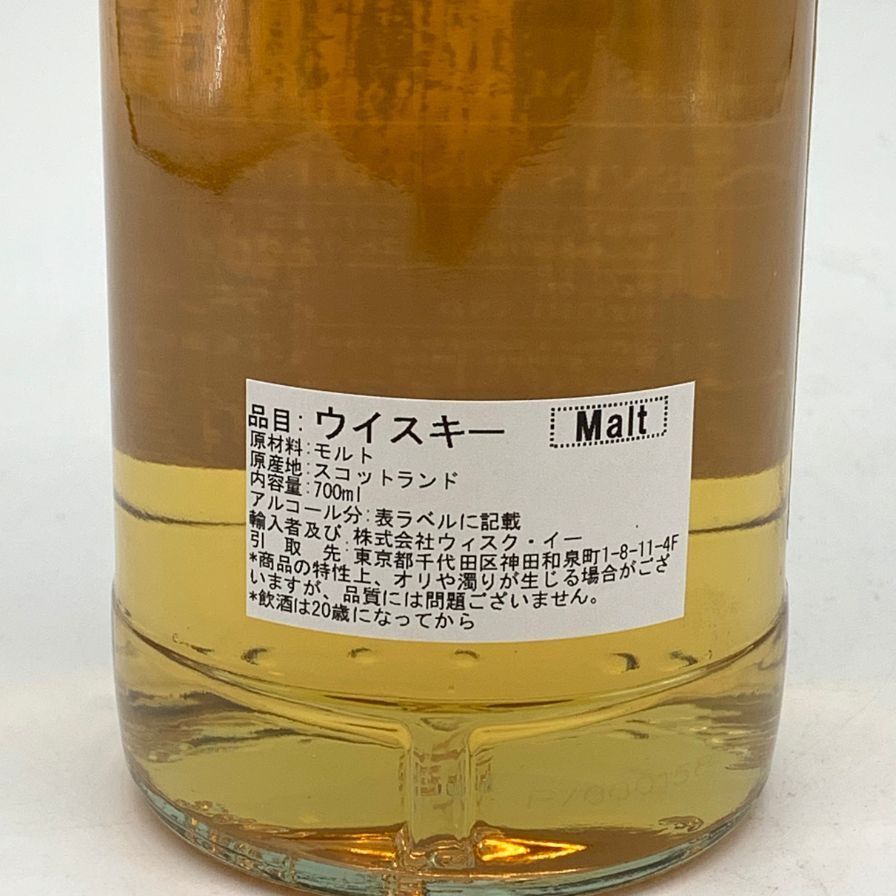 品目: ウイスキー Malt
原材料:モルト
原産地:スコットランド
内容量:700ml
アルコール分:表ラベルに記載
輸入者及び 株式会社ウィスク・イー
引 取 先:東京都千代田区神田和泉町1-8-11-4F
*商品の特性上、オリや濁りが生じる場合がござ
いますが、品質には問題ございません。
*飲酒は20歳になってから